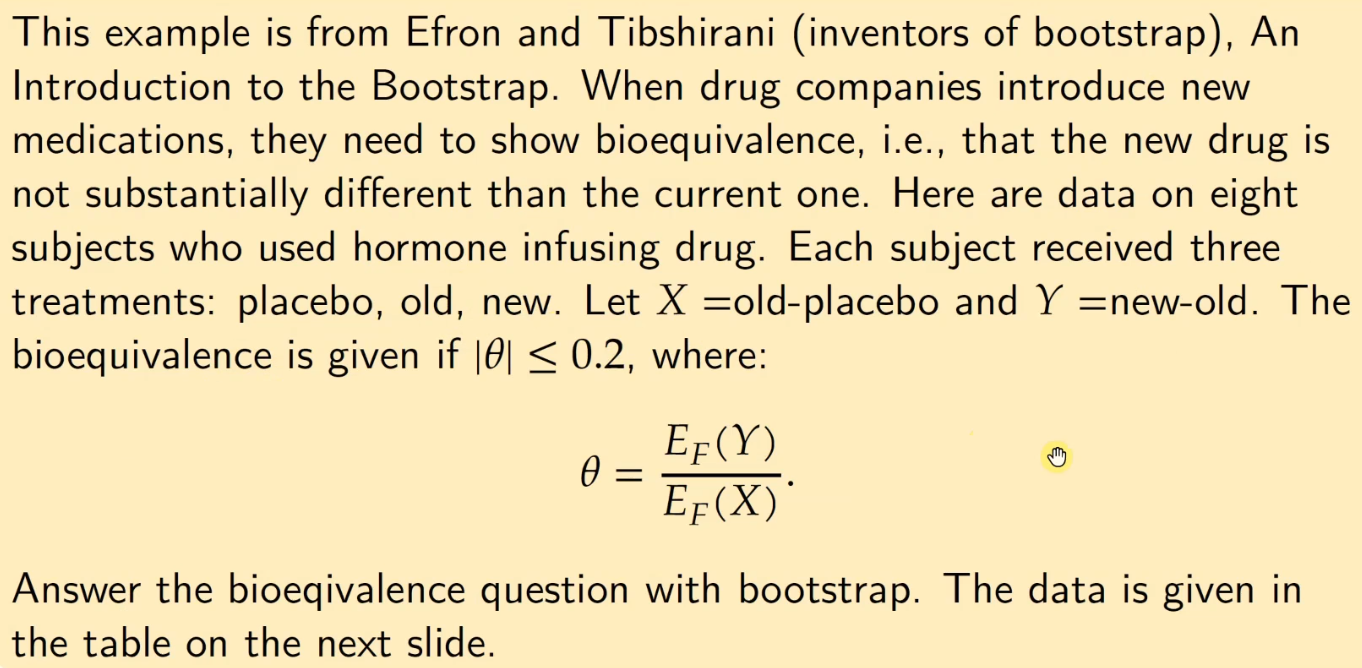 This example is from Efron and Tibshirani (inventors of bootstrap), An
Introduction to the Bootstrap. When drug companies introduce new
medications, they need to show bioequivalence, i.e., that the new drug is
not substantially different than the current one. Here are data on eight
subjects who used hormone infusing drug. Each subject received three
treatments: placebo, old, new. Let X =old-placebo and Y =new-old. The
bioequivalence is given if |θ| ≤ 0.2, where:
θ = E_F(Y) / E_F(X).
Answer the bioeqivalence question with bootstrap. The data is given in
the table on the next slide.